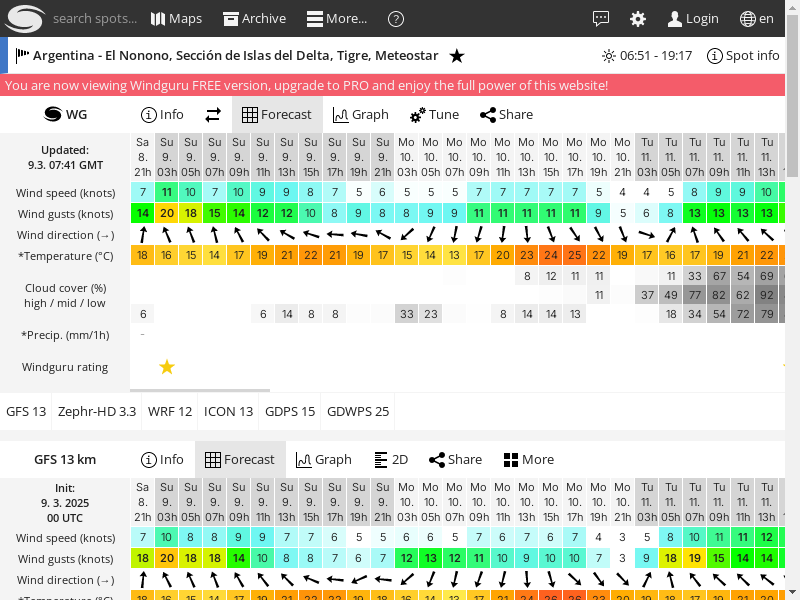 search spots... Maps Archive More... ? Login en
Argentina - El Nonono, Sección de Islas del Delta, Tigre, Meteostar ★ 06:51 - 19:17 Spot info
You are now viewing Windguru FREE version, upgrade to PRO and enjoy the full power of this website!
WG Info Forecast Graph Tune Share
Updated:
9.3. 07:41 GMT
Sa Su Su Su Su Su Su Su Su Su Su Mo Mo Mo Mo Mo Mo Mo Mo Mo Mo Tu Tu Tu Tu Tu Tu
8. 9. 9. 9. 9. 9. 9. 9. 9. 9. 9. 10. 10. 10. 10. 10. 10. 10. 10. 10. 10. 11. 11. 11. 11. 11. 11.
21h 03h 05h 07h 09h 11h 13h 15h 17h 19h 21h 03h 05h 07h 09h 11h 13h 15h 17h 19h 21h 03h 05h 07h 09h 11h 13h
Wind speed (knots) 7 11 10 7 10 9 9 8 7 5 6 5 5 5 7 7 7 7 7 5 4 4 5 8 9 9 10
Wind gusts (knots) 14 20 18 15 14 12 12 10 8 9 8 8 9 9 11 11 11 11 11 9 5 6 8 13 13 13 13
Wind direction (→)
*Temperature (°C) 18 16 15 14 17 19 21 22 21 19 17 15 14 13 17 20 23 24 25 22 19 17 16 17 19 21 22
Cloud cover (%)
high / mid / low
8 12 11 11 11 33 67 54 69
11 37 49 77 82 62 92
6 6 14 8 8 33 23 8 14 14 13 18 34 54 72 79
*Precip. (mm/1h) -
Windguru rating ★
GFS 13 Zephr-HD 3.3 WRF 12 ICON 13 GDPS 15 GDWPS 25
GFS 13 km Info Forecast Graph 2D Share More
Init:
9. 3. 2025
00 UTC
Sa Su Su Su Su Su Su Su Su Su Su Mo Mo Mo Mo Mo Mo Mo Mo Mo Mo Tu Tu Tu Tu Tu Tu
8. 9. 9. 9. 9. 9. 9. 9. 9. 9. 9. 10. 10. 10. 10. 10. 10. 10. 10. 10. 10. 11. 11. 11. 11. 11. 11.
21h 03h 05h 07h 09h 11h 13h 15h 17h 19h 21h 03h 05h 07h 09h 11h 13h 15h 17h 19h 21h 03h 05h 07h 09h 11h 13h
Wind speed (knots) 7 10 8 8 9 9 7 7 6 5 5 6 6 5 7 6 7 6 7 4 3 5 8 10 11 11 12
Wind gusts (knots) 18 20 18 18 14 10 8 8 7 6 7 12 13 12 11 10 9 10 10 7 3 9 18 19 15 14 14
Wind direction (→)